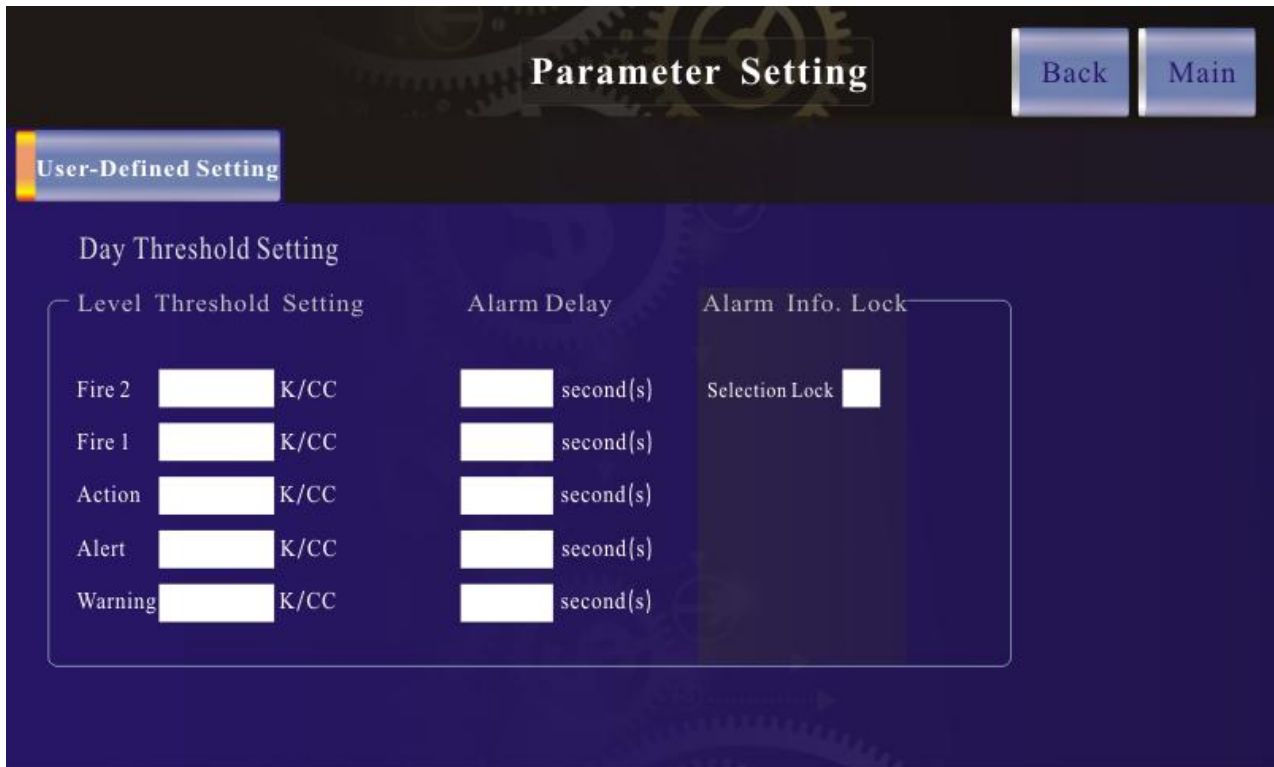 Parameter Setting
Back
Main
User-Defined Setting
Day Threshold Setting
Level Threshold Setting Alarm Delay Alarm Info. Lock
Fire 2 K/CC second(s) Selection Lock
Fire 1 K/CC second(s)
Action K/CC second(s)
Alert K/CC second(s)
Warning K/CC second(s)